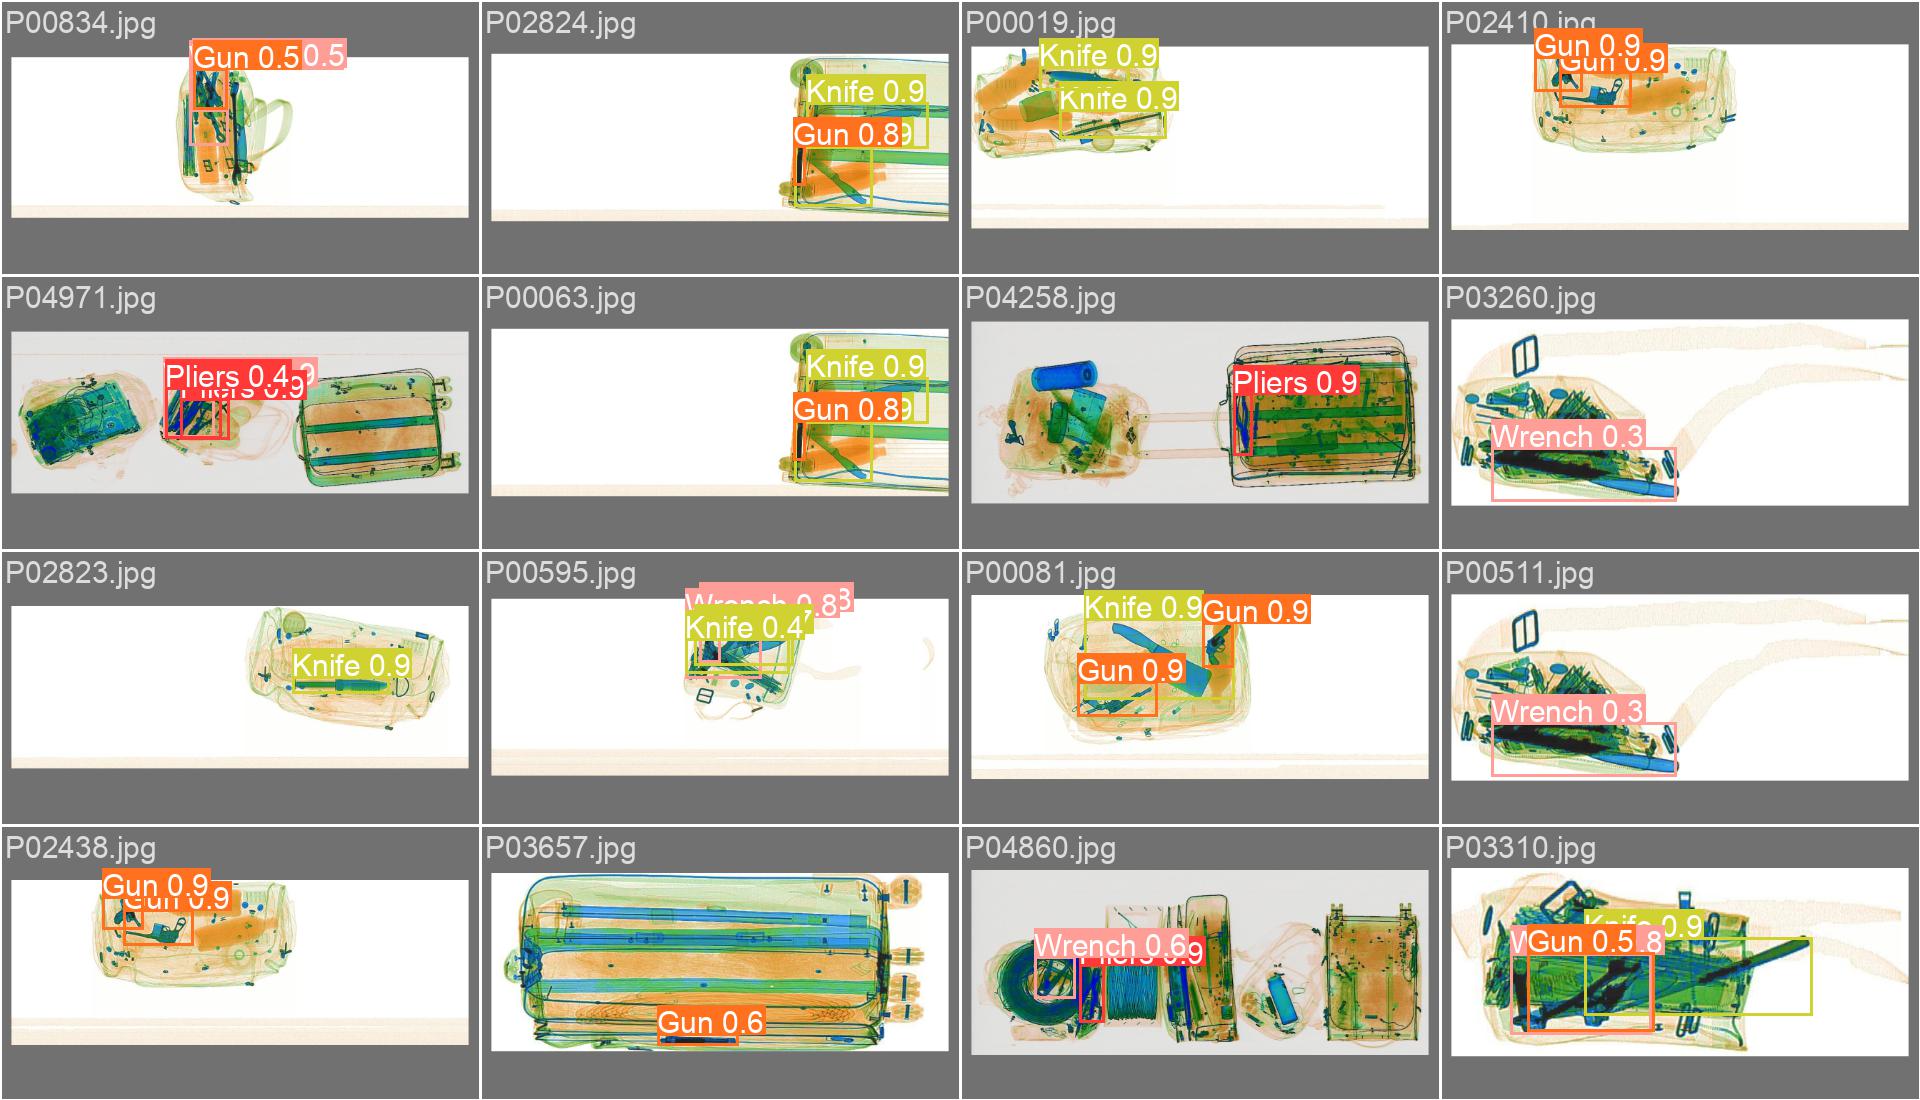 P00834.jpg
Gun 0.5
0.5
P02824.jpg
Knife 0.9
Gun 0.8
9
P00019.jpg
Knife 0.9
Knife 0.9
P02410.jpg
Gun 0.9
Gun 0.9
P04971.jpg
Pliers 0.4
9
Pliers 0.9
P00063.jpg
Knife 0.9
Gun 0.8
9
P04258.jpg
Pliers 0.9
P03260.jpg
Wrench 0.3
P02823.jpg
Knife 0.9
P00595.jpg
Wrench 0.8
Knife 0.4
P00081.jpg
Knife 0.9
Gun 0.9
Gun 0.9
P00511.jpg
Wrench 0.3
P02438.jpg
Gun 0.9
Gun 0.9
P03657.jpg
Gun 0.6
P04860.jpg
Wrench 0.6
Pliers 0.9
P03310.jpg
Knife 0.9
Gun 0.5
.8